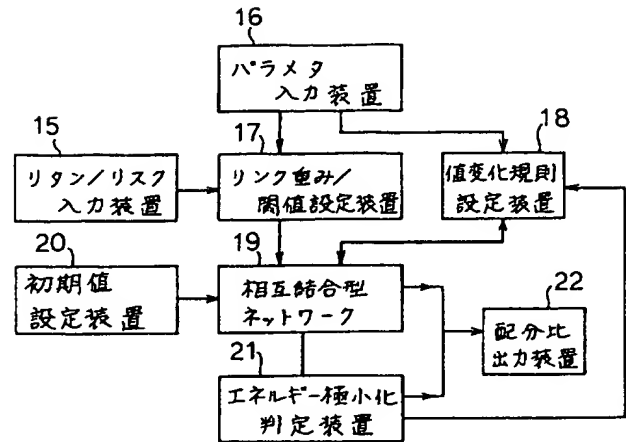 16
パラメタ
入力装置
15
リタン/リスク
入力装置
17
リンク重み/
閾値設定装置
18
値変化規則
設定装置
20
初期値
設定装置
19
相互結合型
ネットワーク
22
配分比
出力装置
21
エネルギー極小化
判定装置